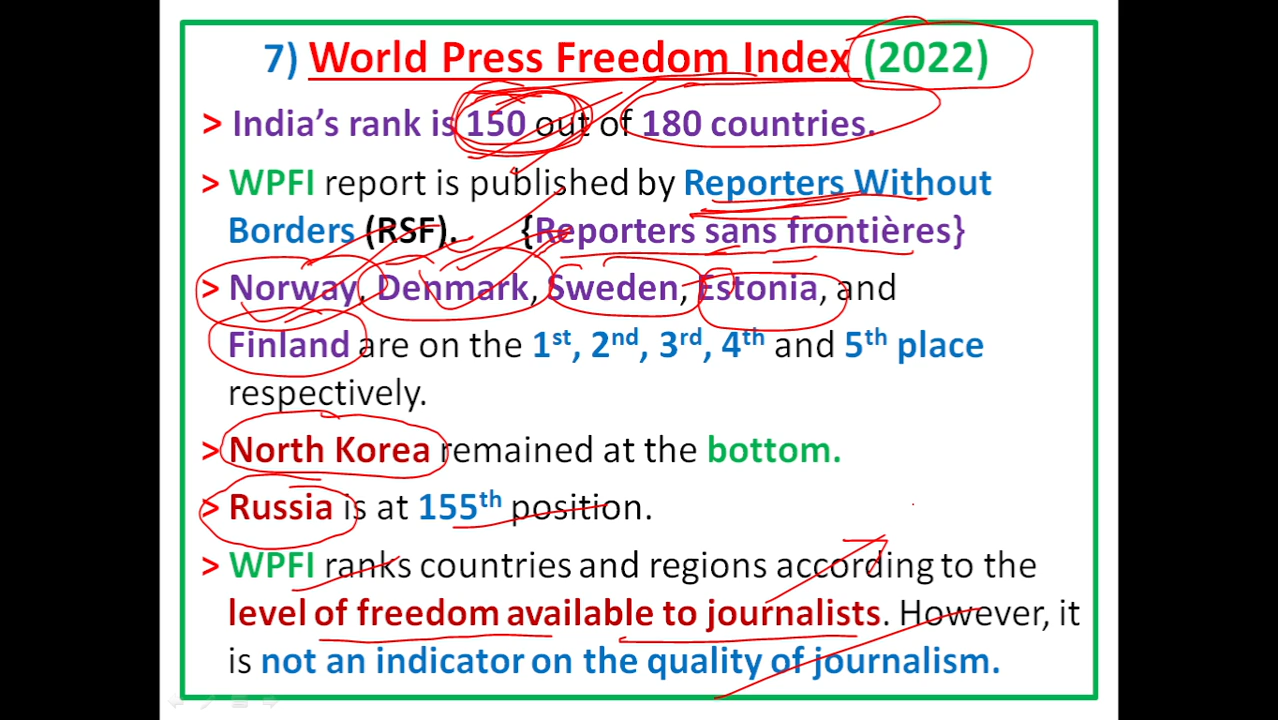 7) World Press Freedom Index (2022)
> India's rank is 150 out of 180 countries.
> WPFI report is published by Reporters Without
Borders (RSF). {Reporters sans frontières}
> Norway, Denmark, Sweden, Estonia, and
Finland are on the 1st, 2nd, 3rd, 4th and 5th place
respectively.
> North Korea remained at the bottom.
> Russia is at 155th position.
> WPFI ranks countries and regions according to the
level of freedom available to journalists. However, it
is not an indicator on the quality of journalism.